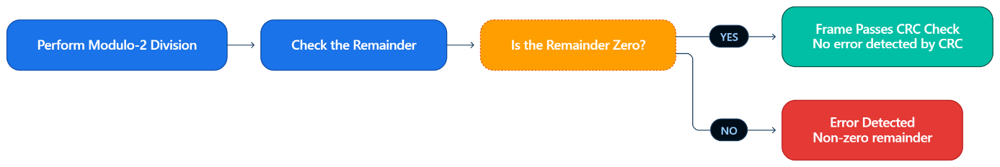 Perform Modulo-2 Division
Check the Remainder
Is the Remainder Zero?
YES
Frame Passes CRC Check
No error detected by CRC
NO
Error Detected
Non-zero remainder